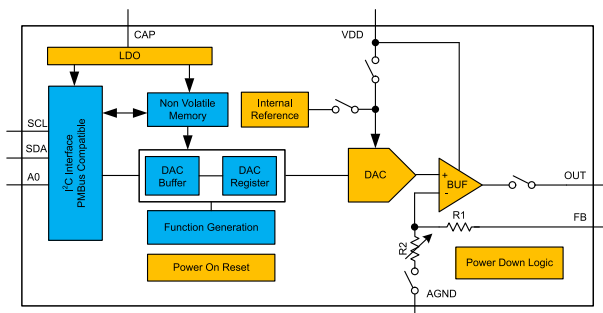 CAP
VDD
LDO
SCL
SDA
A0
I²C Interface
PMBus Compatible
Non Volatile
Memory
Internal
Reference
DAC
Buffer
DAC
Register
DAC
+
-
BUF
OUT
FB
R1
R2
Function Generation
Power On Reset
Power Down Logic
AGND